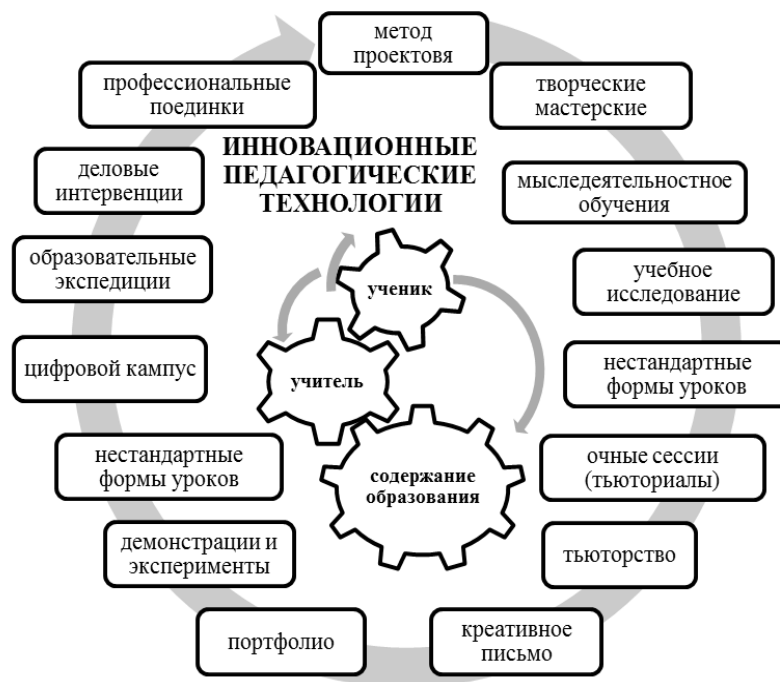 метод
проектовя
творческие
мастерские
мыследеятельностное
обучения
учебное
исследование
нестандартные
формы уроков
очные сессии
(тьюториалы)
тьюторство
креативное
письмо
портфолио
демонстрации и
эксперименты
нестандартные
формы уроков
цифровой кампус
образовательные
экспедиции
деловые
интервенции
профессиональные
поединки
ИННОВАЦИОННЫЕ
ПЕДАГОГИЧЕСКИЕ
ТЕХНОЛОГИИ
ученик
учитель
содержание
образования